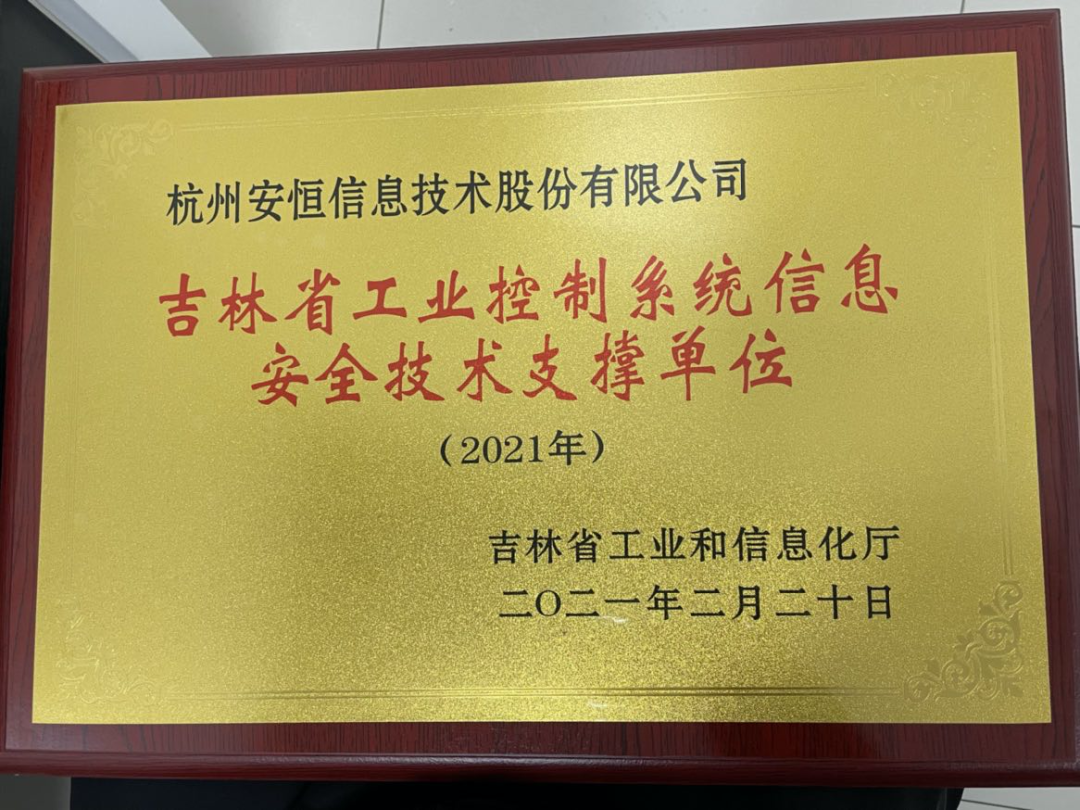 杭州安恒信息技术股份有限公司
吉林省工业控制系统信息
安全技术支撑单位
（2021年）
吉林省工业和信息化厅
二〇二一年二月二十日